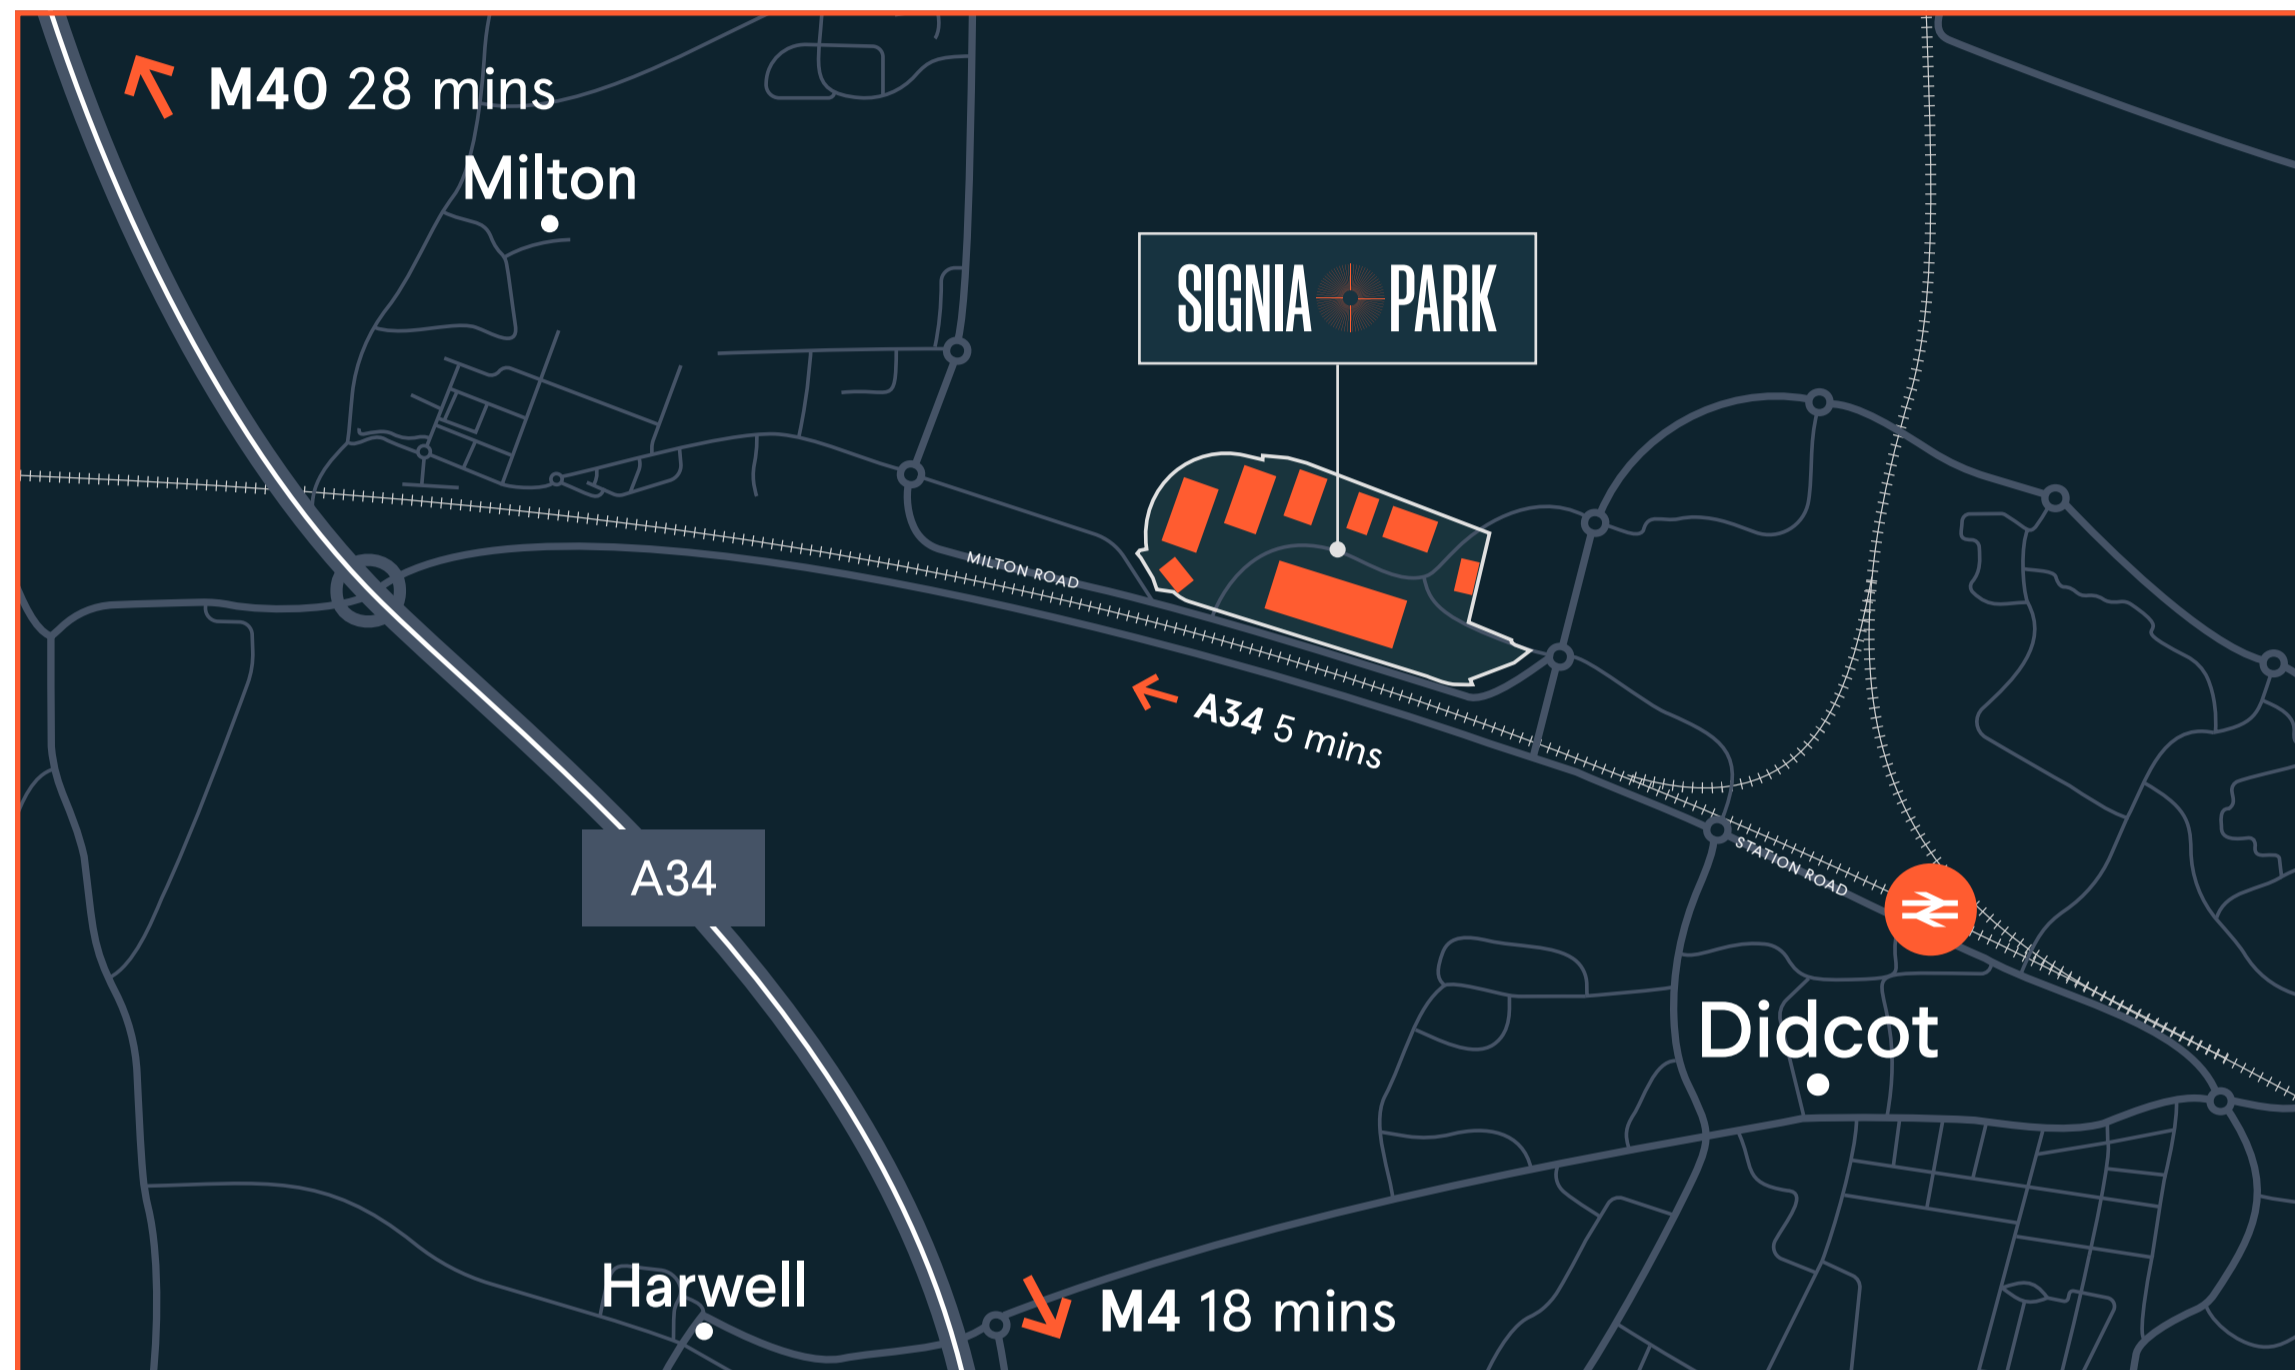 M40 28 mins
Milton
SIGNIA PARK
MILTON ROAD
A34 5 mins
A34
STATION ROAD
Didcot
Harwell
M4 18 mins